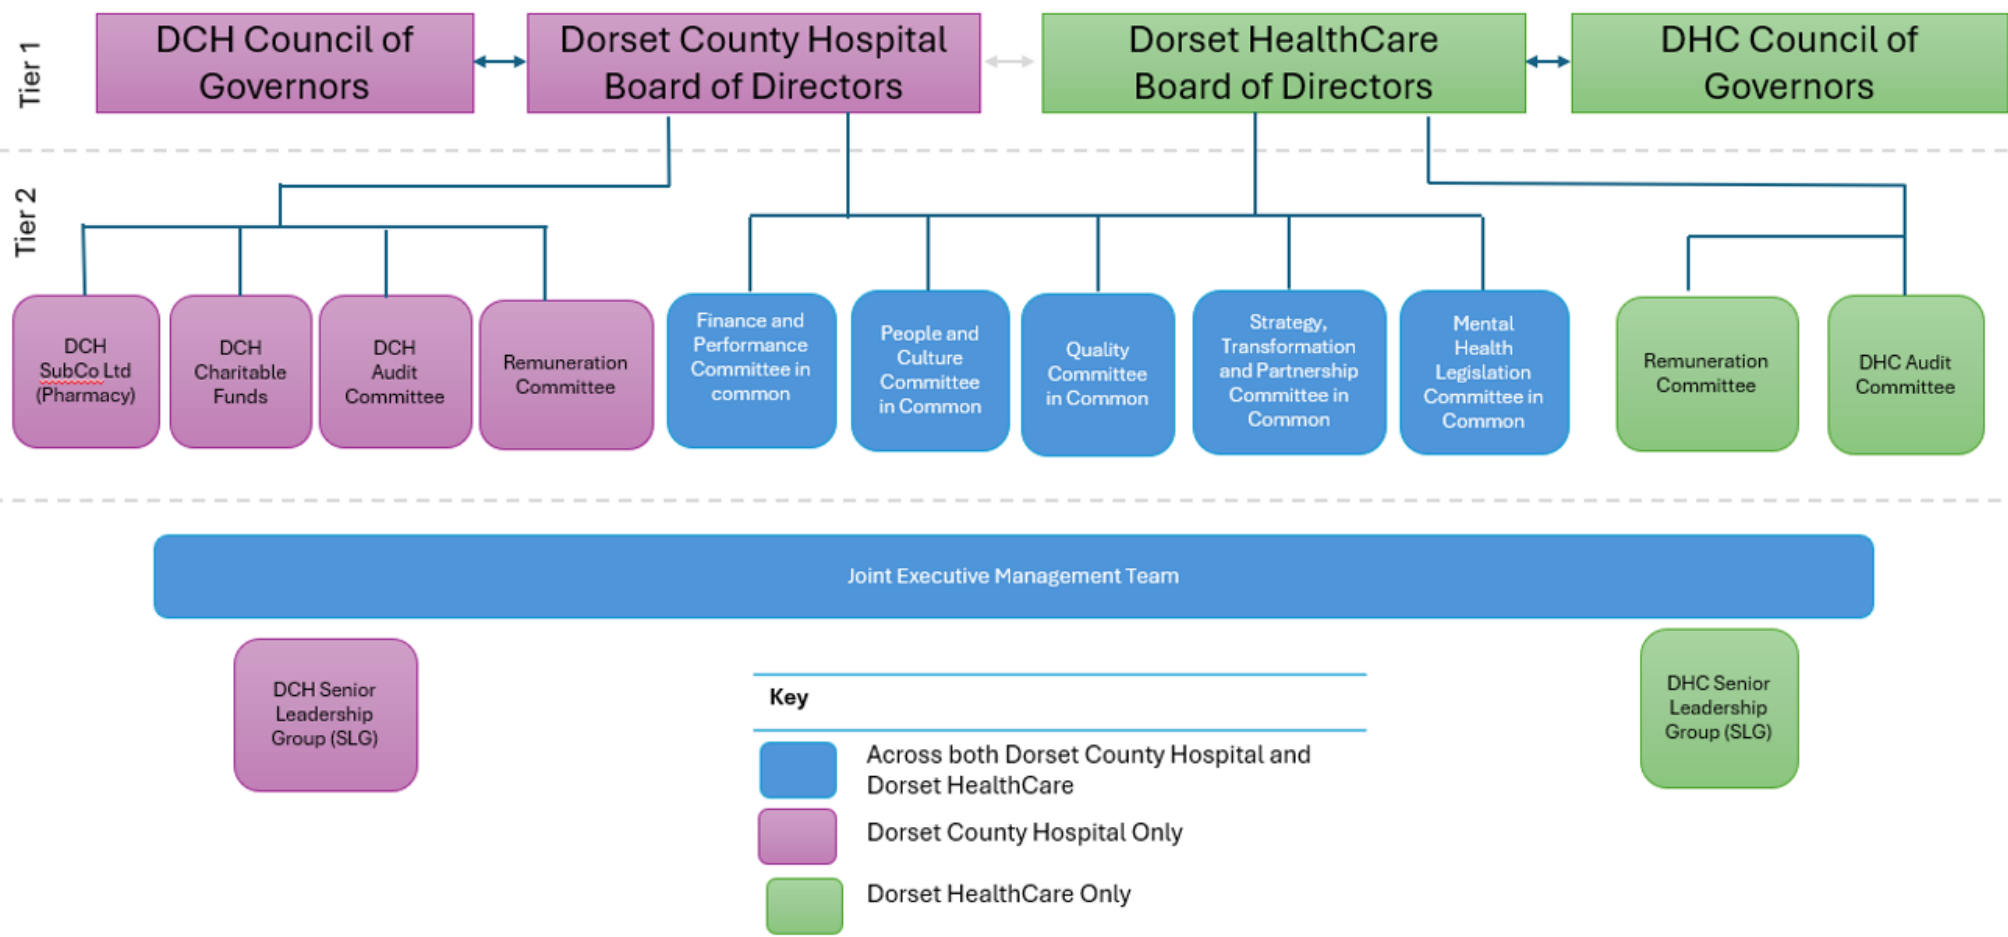 Tier 1
DCH Council of
Governors
Dorset County Hospital
Board of Directors
Dorset HealthCare
Board of Directors
DHC Council of
Governors
Tier 2
DCH
SubCo Ltd
(Pharmacy)
DCH
Charitable
Funds
DCH
Audit
Committee
Remuneration
Committee
Finance and
Performance
Committee in
common
People and
Culture
Committee
in Common
Quality
Committee
in Common
Strategy,
Transformation
and Partnership
Committee in
Common
Mental
Health
Legislation
Committee in
Common
Remuneration
Committee
DHC Audit
Committee
Joint Executive Management Team
DCH Senior
Leadership
Group (SLG)
DHC Senior
Leadership
Group (SLG)
Key
Across both Dorset County Hospital and
Dorset HealthCare
Dorset County Hospital Only
Dorset HealthCare Only